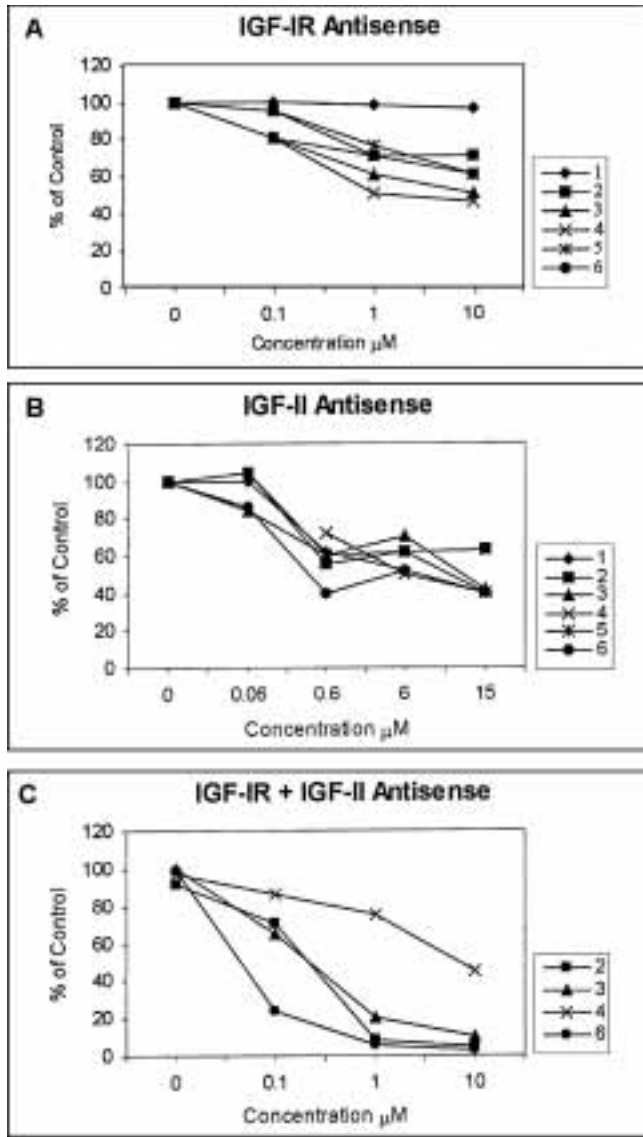 A
IGF-IR Antisense
120
100
80
60
40
20
0
% of Control
0 0.1 1 10
Concentration µM
1
2
3
4
5
6
B
IGF-II Antisense
120
100
80
60
40
20
0
% of Control
0 0.06 0.6 6 15
Concentration µM
1
2
3
4
5
6
C
IGF-IR + IGF-II Antisense
120
100
80
60
40
20
0
% of Control
0 0.1 1 10
Concentration µM
2
3
4
6